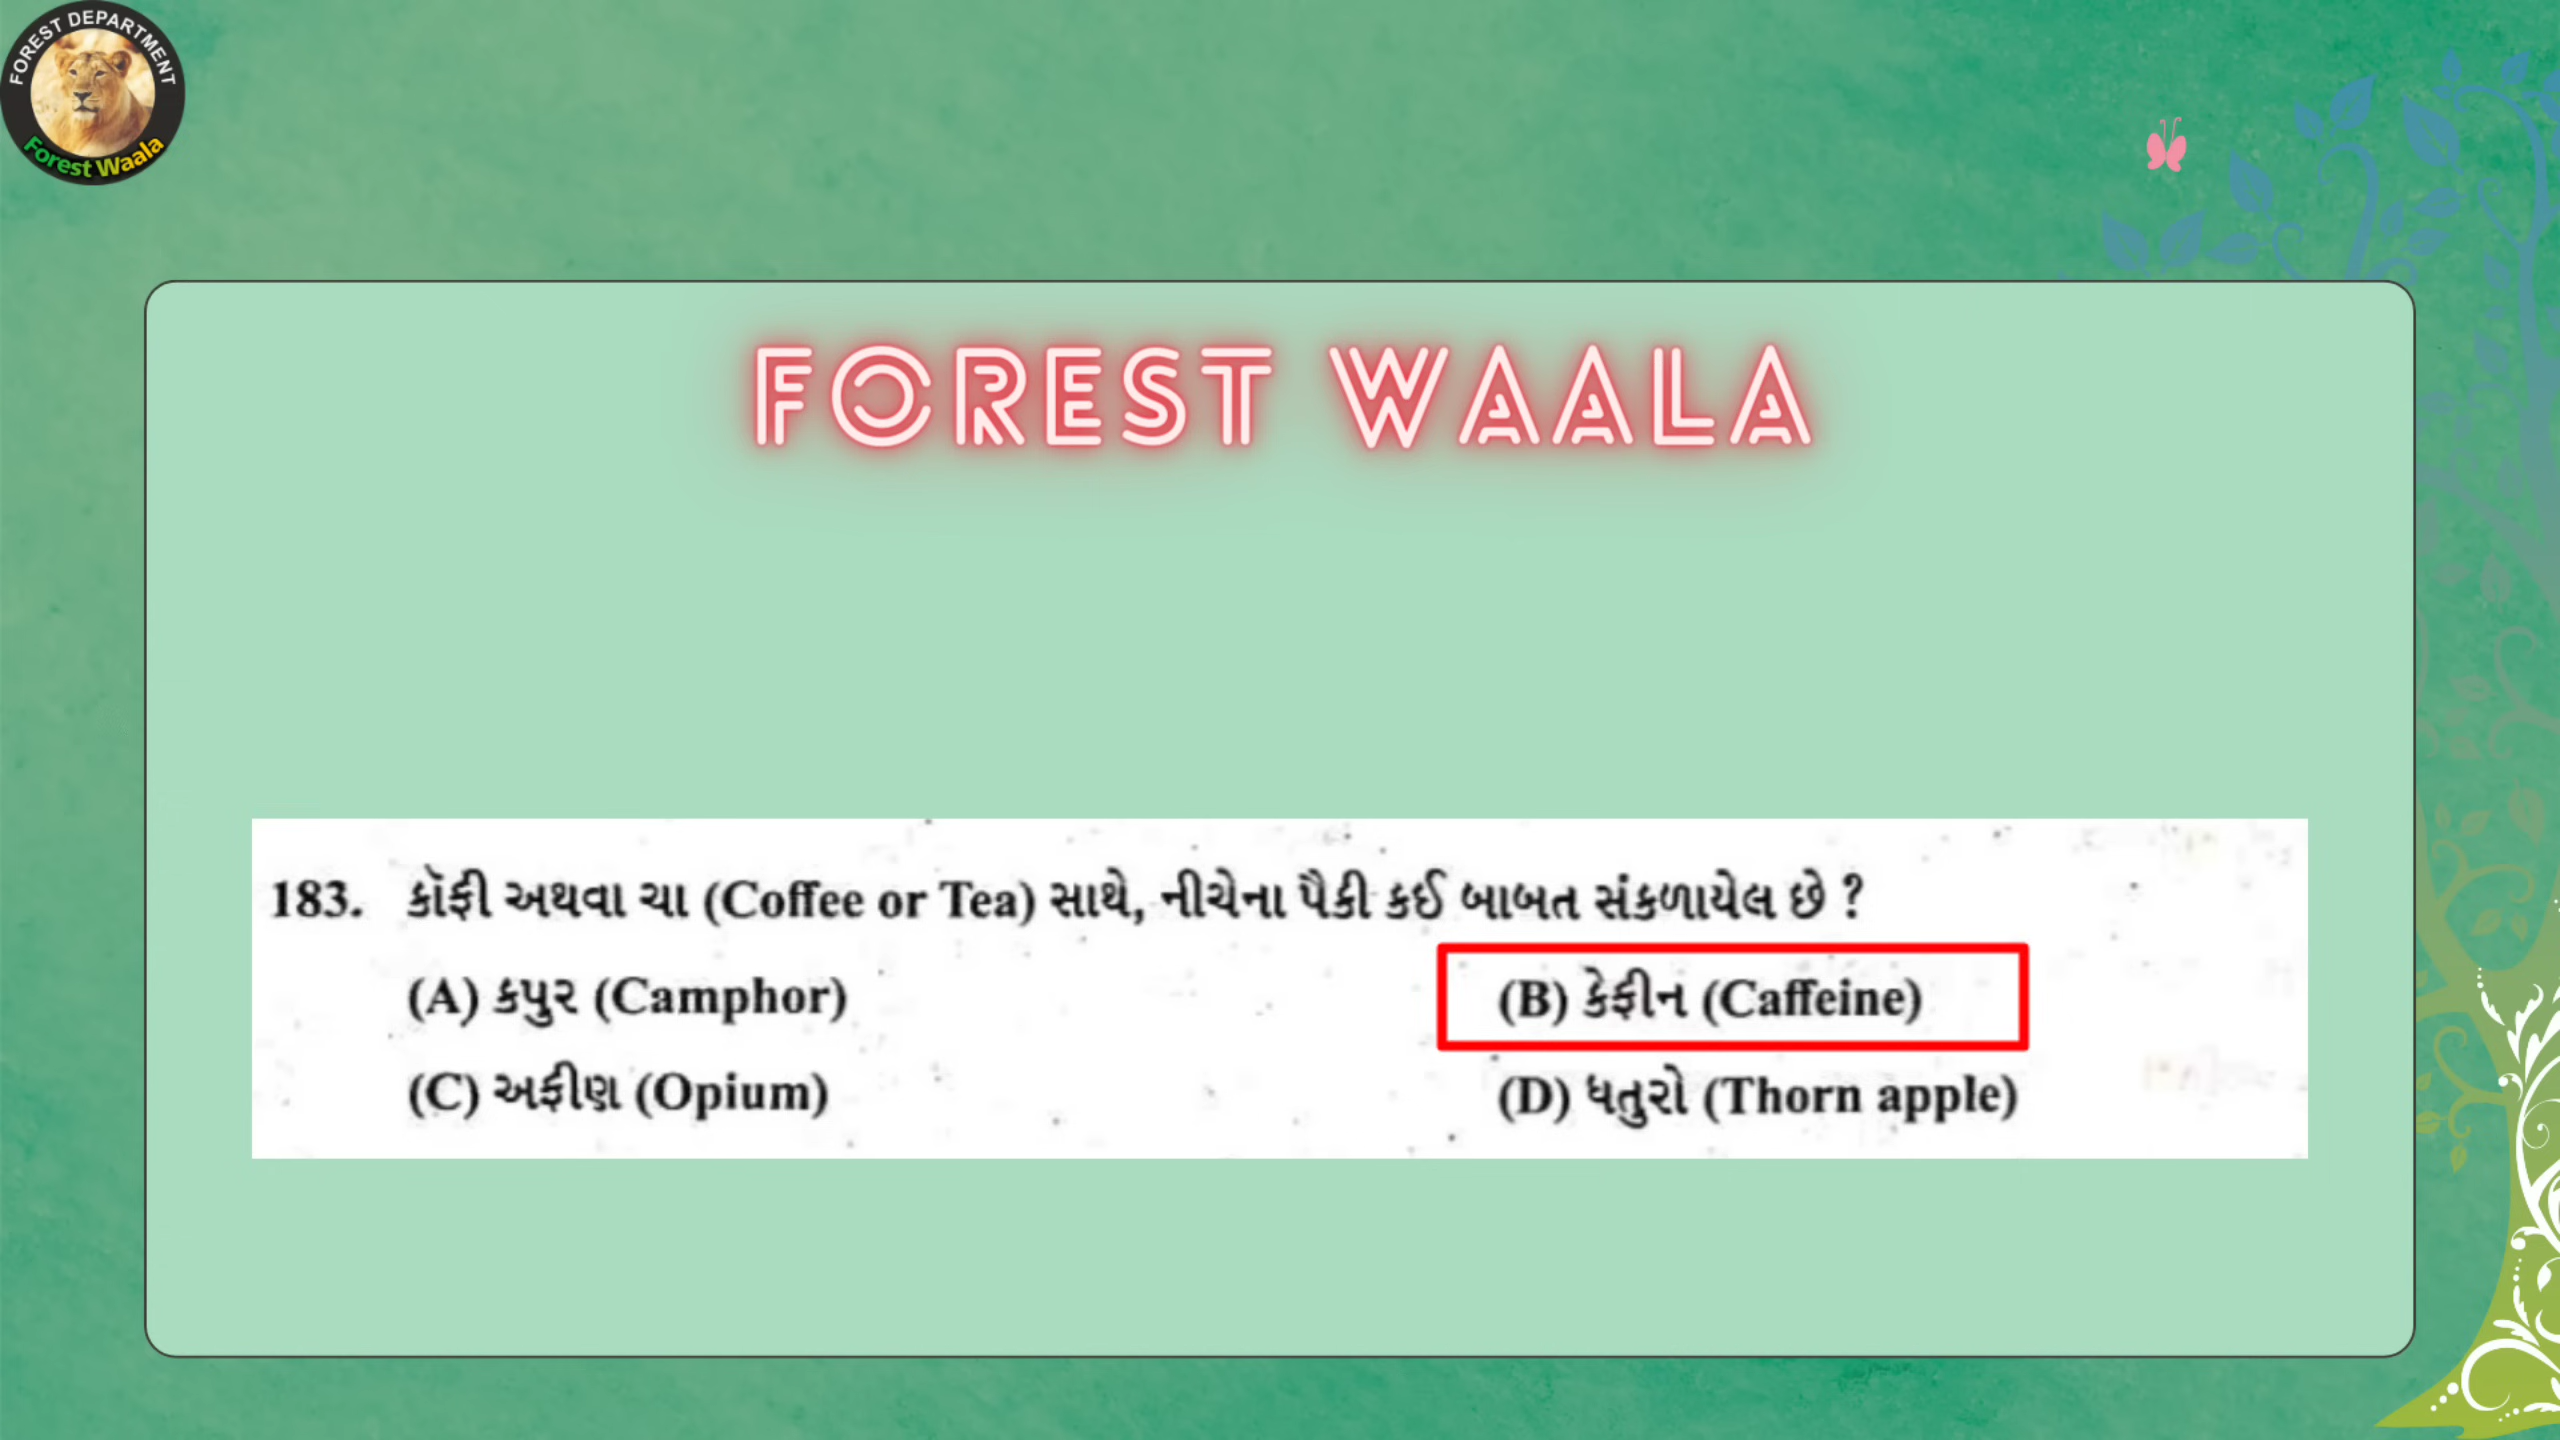 FOREST DEPARTMENT
Forest Waala
FOREST WAALA
183. કૉફી અથવા ચા (Coffee or Tea) સાથે, નીચેના પૈકી કઈ બાબત સંકળાયેલ છે ?
(A) કપુર (Camphor) (B) કેફીન (Caffeine)
(C) અફીણ (Opium) (D) ધતુરો (Thorn apple)